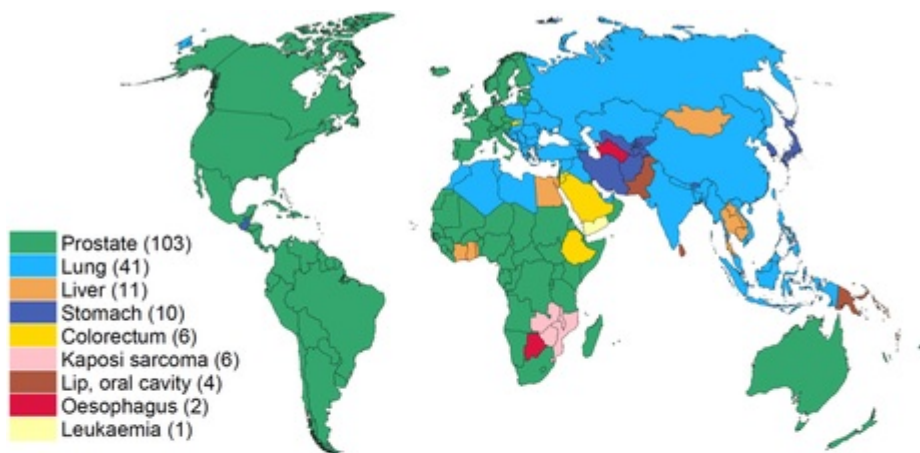 Prostate (103)
Lung (41)
Liver (11)
Stomach (10)
Colorectum (6)
Kaposi sarcoma (6)
Lip, oral cavity (4)
Oesophagus (2)
Leukaemia (1)